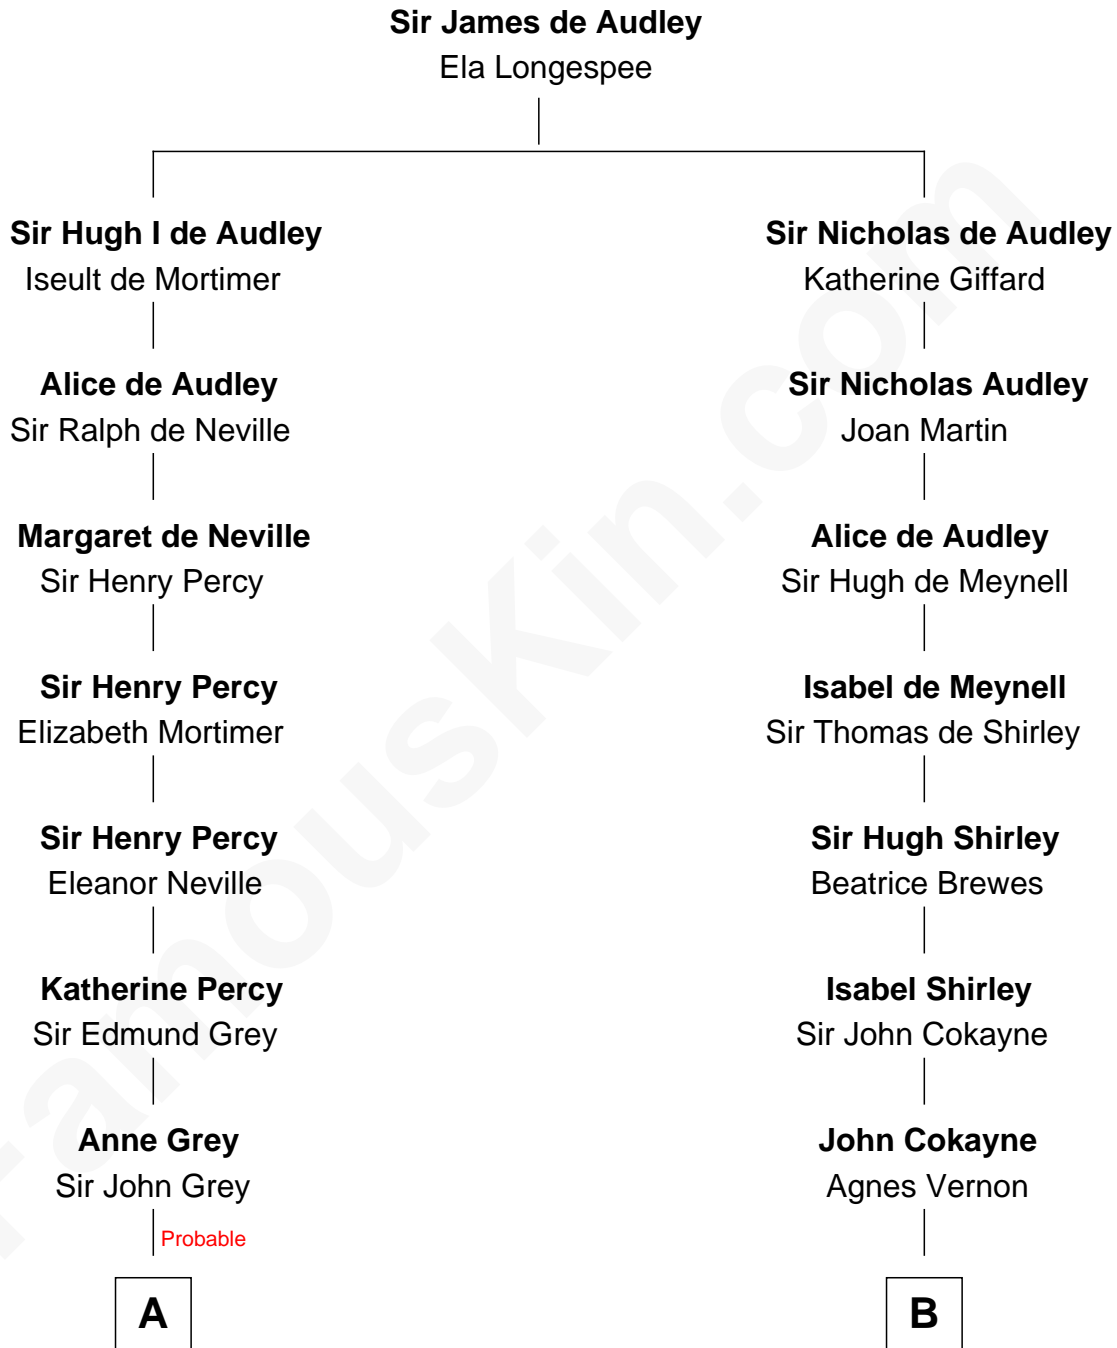 Sir James de Audley
Ela Longespee
Sir Hugh I de Audley
Iseult de Mortimer
Sir Nicholas de Audley
Katherine Giffard
Alice de Audley
Sir Ralph de Neville
Sir Nicholas Audley
Joan Martin
Margaret de Neville
Sir Henry Percy
Alice de Audley
Sir Hugh de Meynell
Sir Henry Percy
Elizabeth Mortimer
Isabel de Meynell
Sir Thomas de Shirley
Sir Henry Percy
Eleanor Neville
Sir Hugh Shirley
Beatrice Brewes
Katherine Percy
Sir Edmund Grey
Isabel Shirley
Sir John Cokayne
Anne Grey
Sir John Grey
John Cokayne
Agnes Vernon
Probable
A
B
FamousKin.com